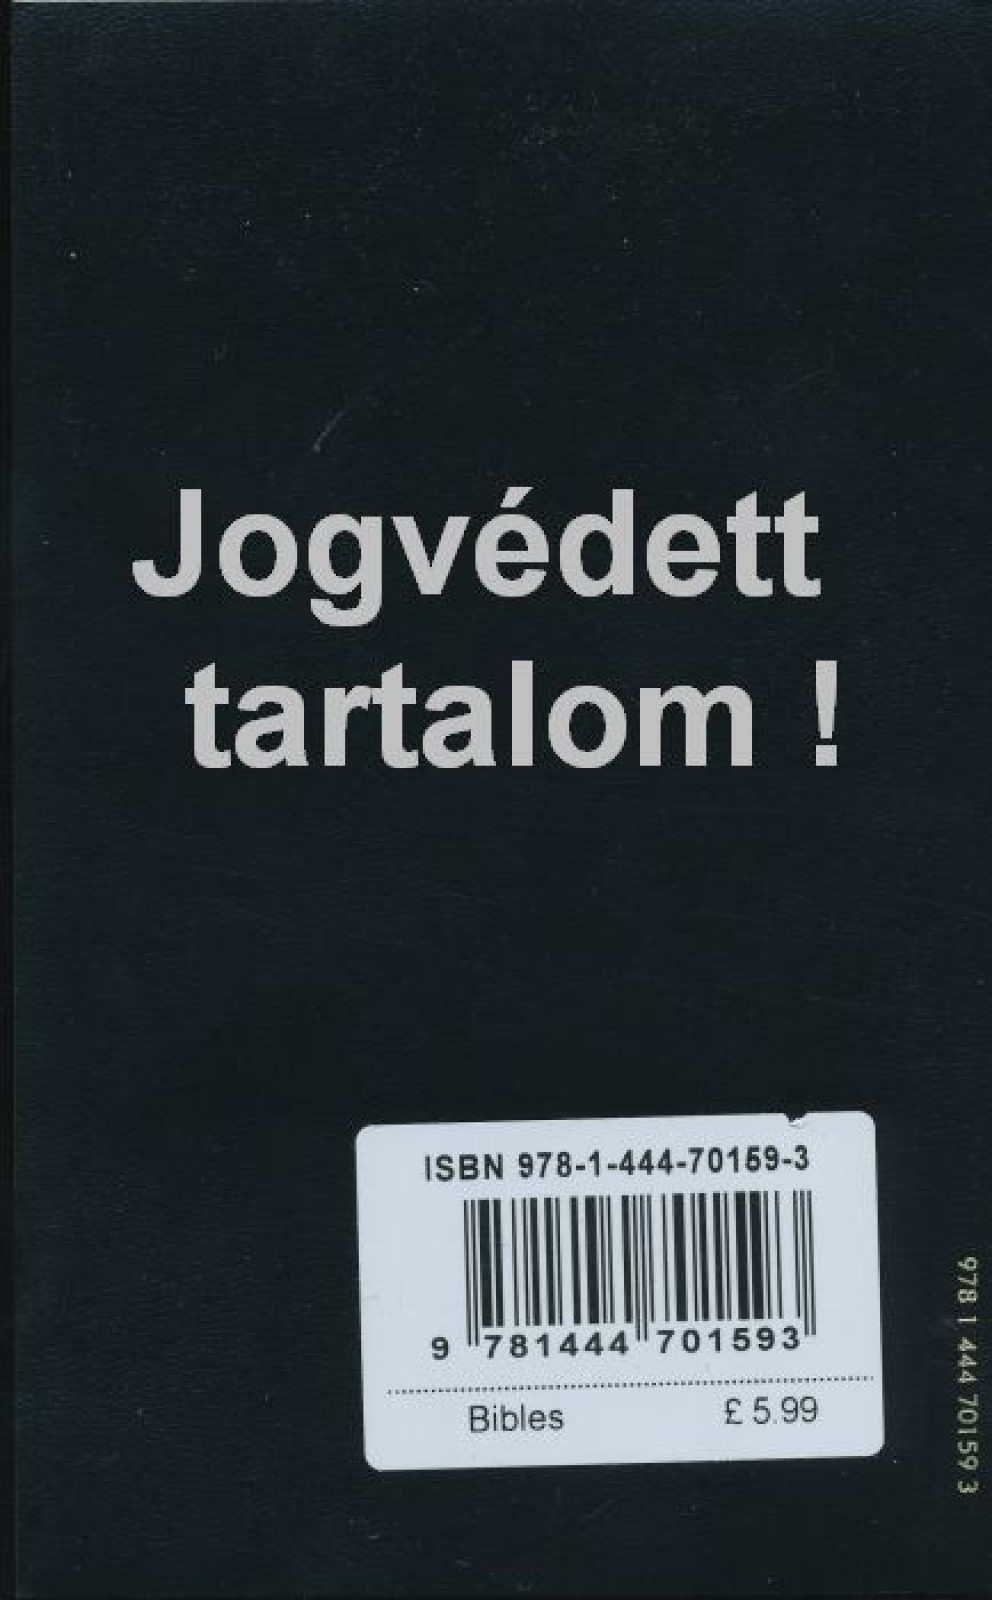 Jogvédett
tartalom !
ISBN 978-1-444-70159-3
9 781444 701593
Bibles £ 5.99
978 1 444 70159 3